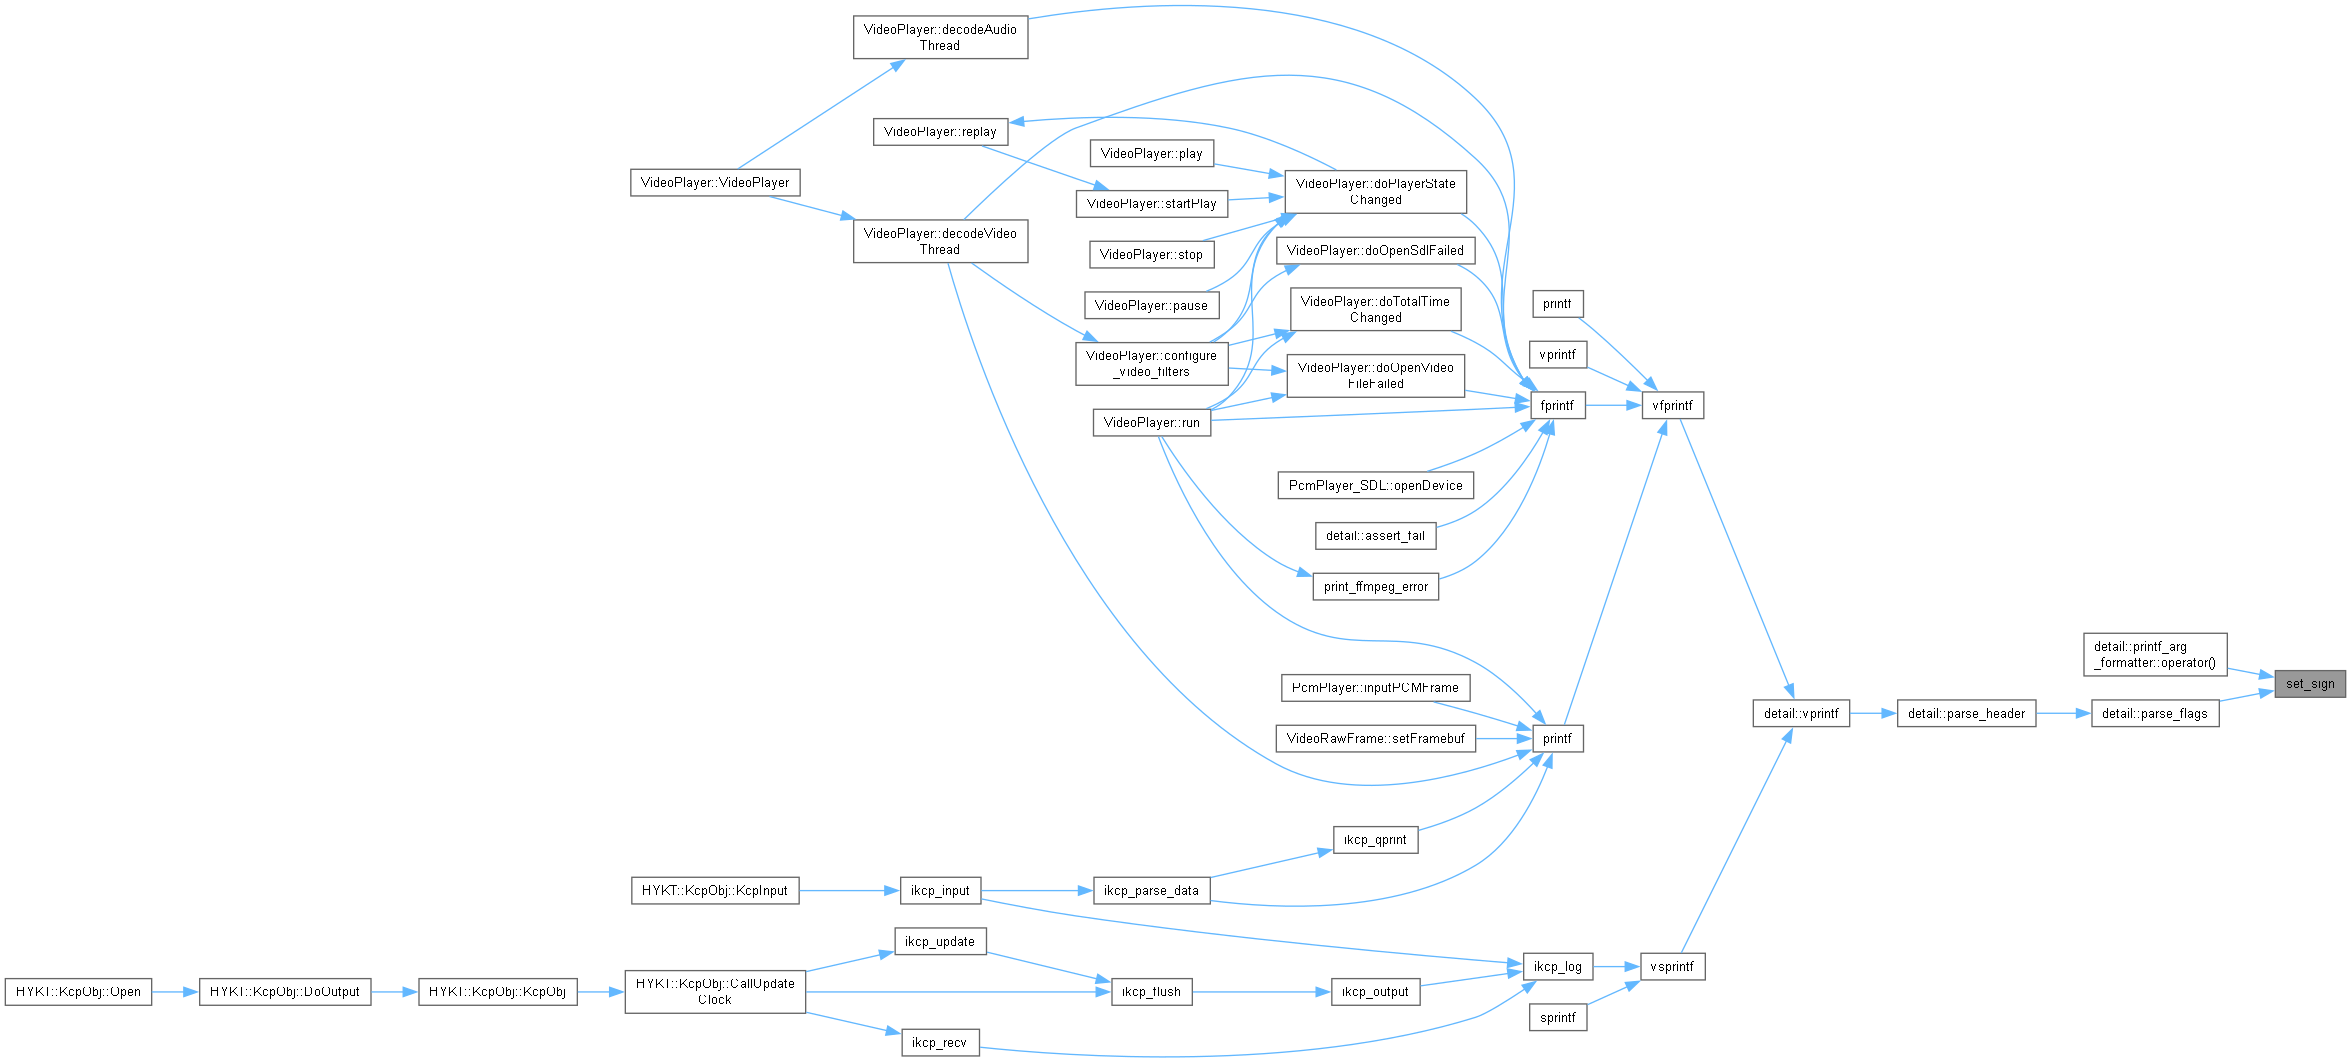 VideoPlayer::decodeAudio
Thread
VideoPlayer::replay
VideoPlayer::play
VideoPlayer::VideoPlayer
VideoPlayer::startPlay
VideoPlayer::doPlayerState
Changed
VideoPlayer::decodeVideo
Thread
VideoPlayer::stop
VideoPlayer::doOpenSdlFailed
VideoPlayer::pause
VideoPlayer::doTotalTime
Changed
printf
vprintf
VideoPlayer::configure
_video_filters
VideoPlayer::doOpenVideo
FileFailed
fprintf
vfprintf
VideoPlayer::run
PcmPlayer_SDL::openDevice
detail::assert_fail
print_ffmpeg_error
detail::printf_arg
_formatter::operator()
set_sign
PcmPlayer::inputPCMFrame
detail::vprintf
detail::parse_header
detail::parse_flags
VideoRawFrame::setFramebuf
printf
ikcp_qprint
HYKT::KcpObj::KcpInput
ikcp_input
ikcp_parse_data
ikcp_update
ikcp_log
vsprintf
HYKT::KcpObj::Open
HYKT::KcpObj::DoOutput
HYKT::KcpObj::KcpObj
HYKT::KcpObj::CallUpdate
Clock
ikcp_flush
ikcp_output
sprintf
ikcp_recv